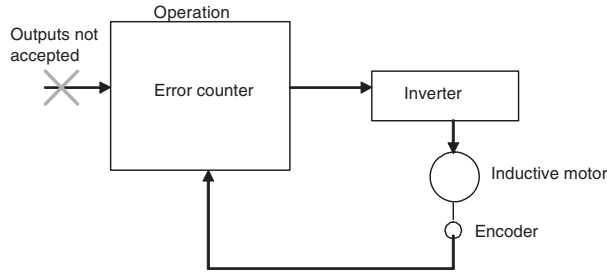 Operation
Outputs not
accepted
Error counter
Inverter
Inductive motor
Encoder